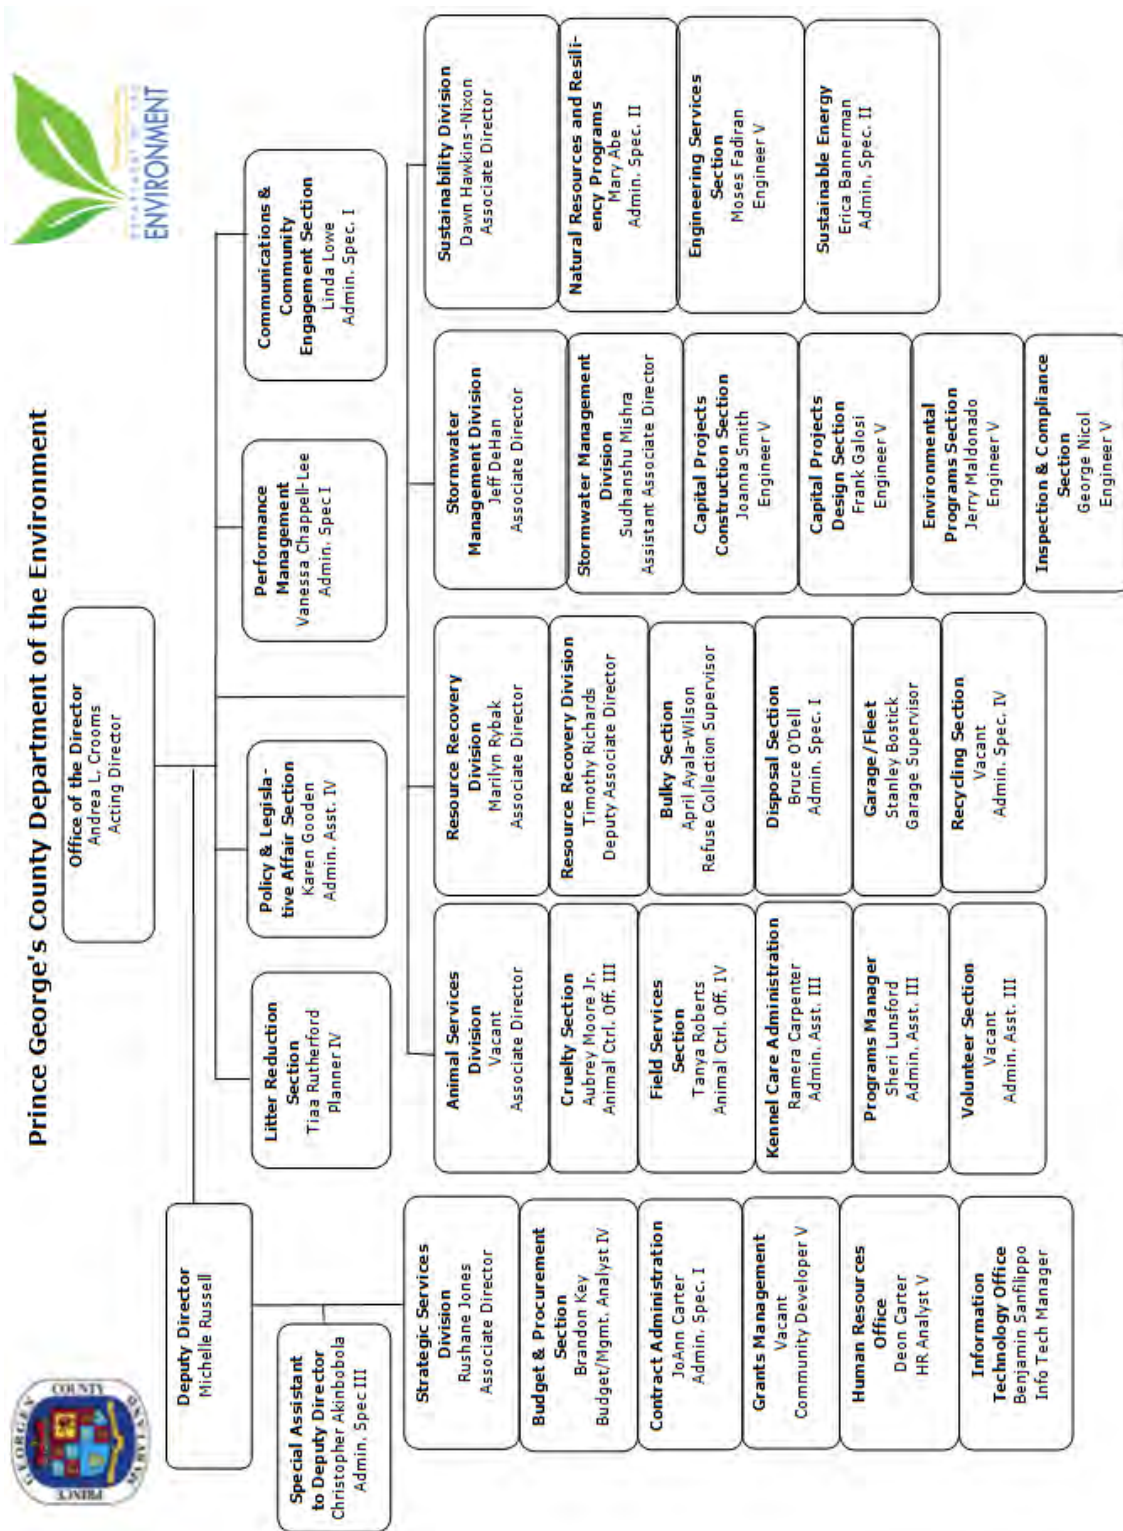 Prince George's County Department of the Environment
PRINCE GEORGES COUNTY
MARYLAND
DEPARTMENT OF THE
ENVIRONMENT
Office of the Director
Andrea L. Crooms
Acting Director
Deputy Director
Michelle Russell
Special Assistant
to Deputy Director
Christopher Akinbobola
Admin. Spec III
Litter Reduction
Section
Tiaa Rutherford
Planner IV
Policy & Legisla-
tive Affair Section
Karen Gooden
Admin. Asst. IV
Performance
Management
Vanessa Chappell-Lee
Admin. Spec I
Communications &
Community
Engagement Section
Linda Lowe
Admin. Spec. I
Strategic Services
Division
Rushane Jones
Associate Director
Budget & Procurement
Section
Brandon Key
Budget/Mgmt. Analyst IV
Contract Administration
JoAnn Carter
Admin. Spec. I
Grants Management
Vacant
Community Developer V
Human Resources
Office
Deon Carter
HR Analyst V
Information
Technology Office
Benjamin Sanfilippo
Info Tech Manager
Animal Services
Division
Vacant
Associate Director
Cruelty Section
Aubrey Moore Jr.
Animal Ctrl. Off. III
Field Services
Section
Tanya Roberts
Animal Ctrl. Off. IV
Kennel Care Administration
Ramera Carpenter
Admin. Asst. III
Programs Manager
Sheri Lunsford
Admin. Asst. III
Volunteer Section
Vacant
Admin. Asst. III
Resource Recovery
Division
Marilyn Rybak
Associate Director
Resource Recovery Division
Timothy Richards
Deputy Associate Director
Bulky Section
April Ayala-Wilson
Refuse Collection Supervisor
Disposal Section
Bruce O'Dell
Admin. Spec. I
Garage/Fleet
Stanley Bostick
Garage Supervisor
Recycling Section
Vacant
Admin. Spec. IV
Stormwater
Management Division
Jeff DeHan
Associate Director
Stormwater Management
Division
Sudhanshu Mishra
Assistant Associate Director
Capital Projects
Construction Section
Joanna Smith
Engineer V
Capital Projects
Design Section
Frank Galosi
Engineer V
Environmental
Programs Section
Jerry Maldonado
Engineer V
Inspection & Compliance
Section
George Nicol
Engineer V
Sustainability Division
Dawn Hawkins-Nixon
Associate Director
Natural Resources and Resili-
ency Programs
Mary Abe
Admin. Spec. II
Engineering Services
Section
Moses Fadiran
Engineer V
Sustainable Energy
Erica Bannerman
Admin. Spec. II